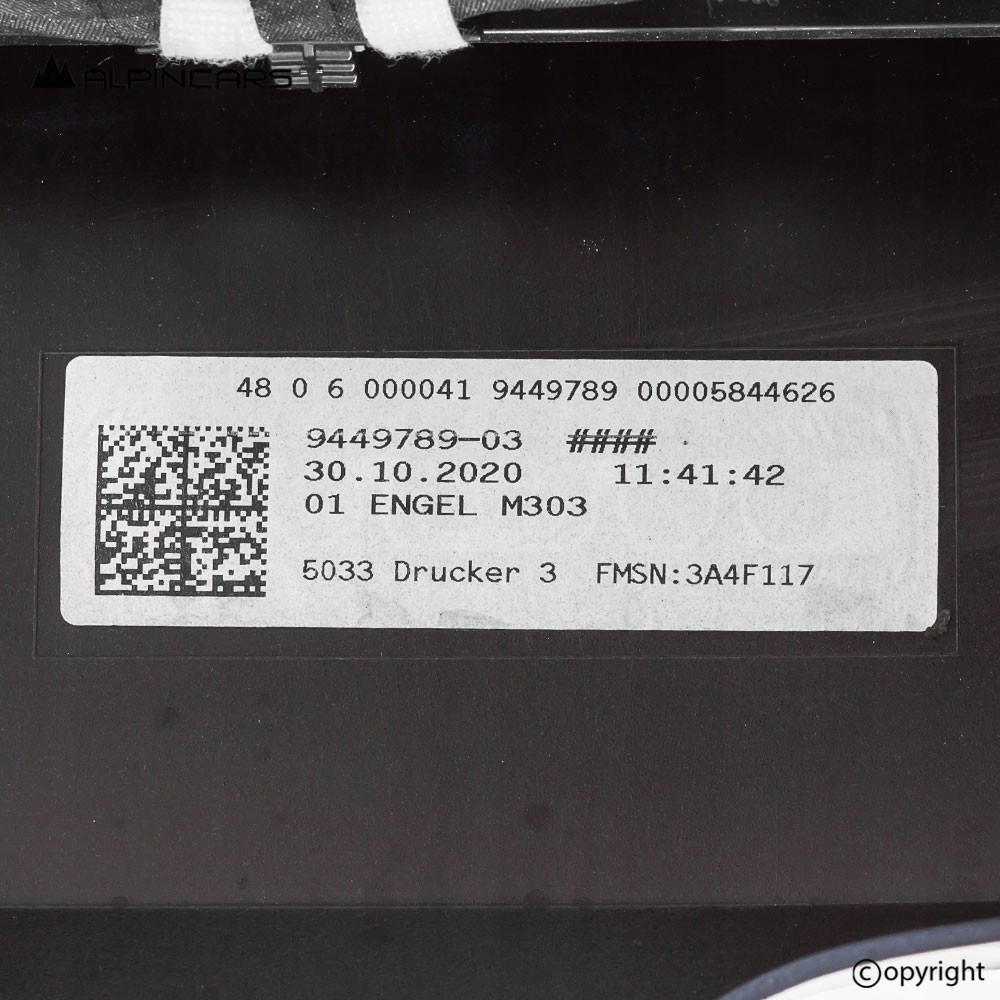 ALPINCARS
48 0 6 000041 9449789 00005844626
9449789-03 ####
30.10.2020 11:41:42
01 ENGEL M303
5033 Drucker 3 FMSN:3A4F117
©opyright